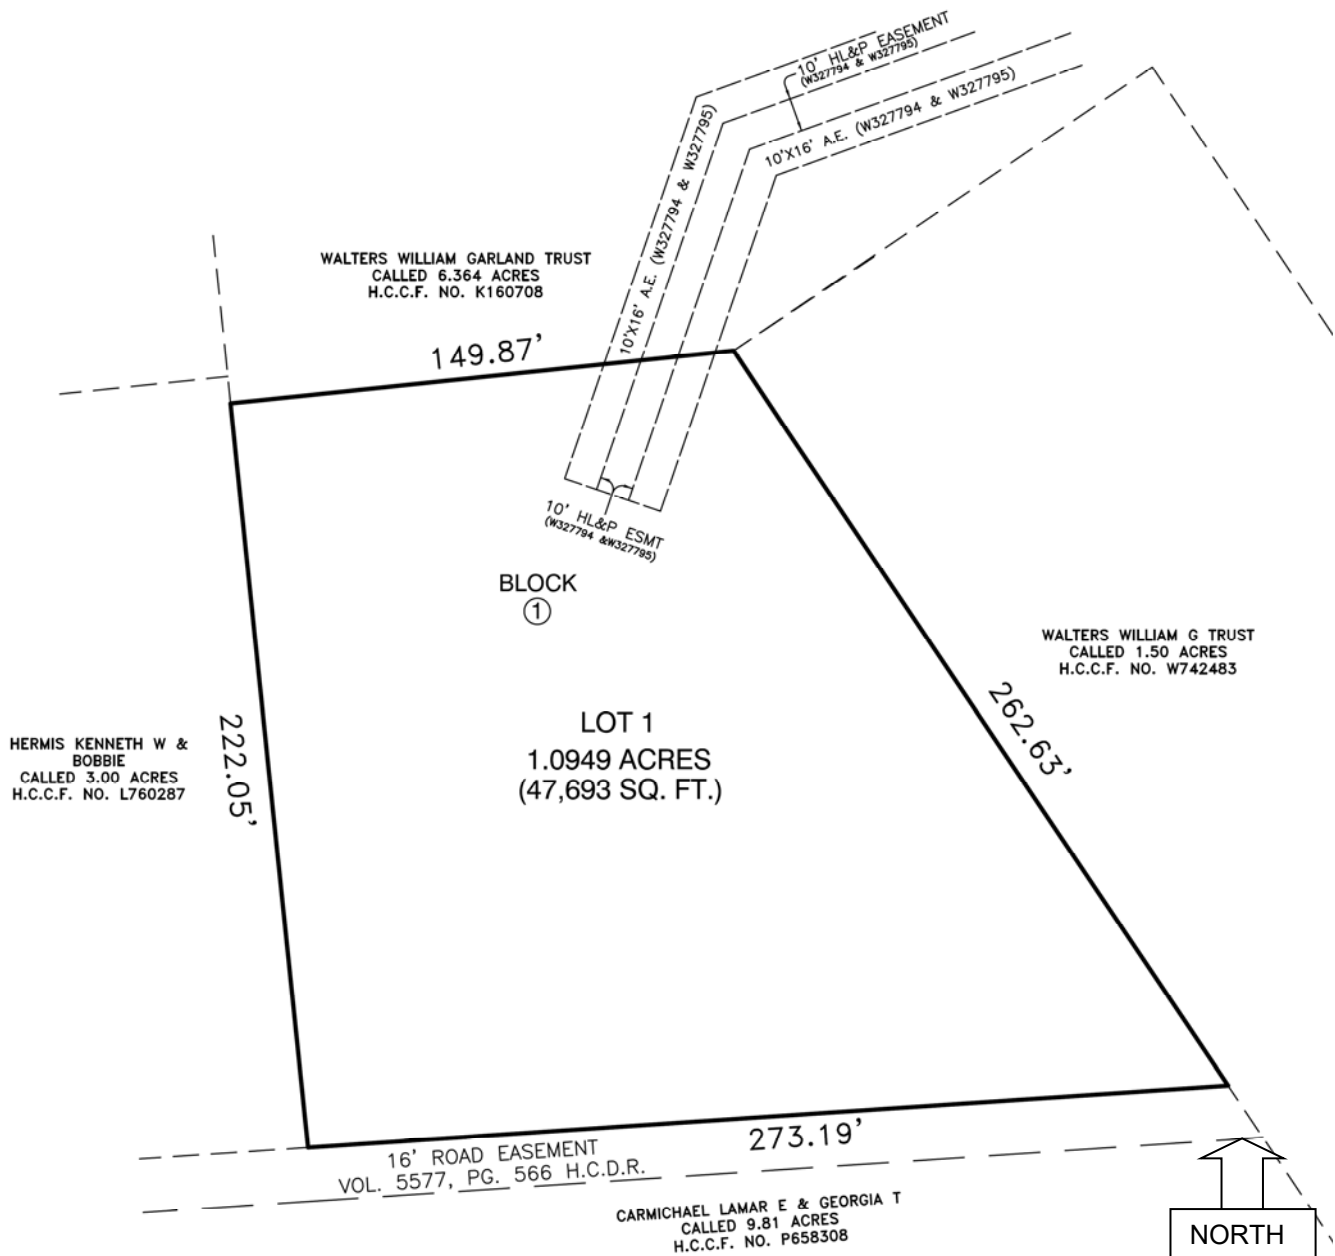 10' HL&P EASEMENT
(W327794 & W327795)
10'X16' A.E. (W327794 & W327795)
10'X16' A.E. (W327794 & W327795)
WALTERS WILLIAM GARLAND TRUST
CALLED 6.364 ACRES
H.C.C.F. NO. K160708
149.87'
10' HL&P ESMT
(W327794 &W327795)
BLOCK
1
WALTERS WILLIAM G TRUST
CALLED 1.50 ACRES
H.C.C.F. NO. W742483
262.63'
LOT 1
1.0949 ACRES
(47,693 SQ. FT.)
HERMIS KENNETH W &
BOBBIE
CALLED 3.00 ACRES
H.C.C.F. NO. L760287
222.05'
273.19'
16' ROAD EASEMENT
VOL. 5577, PG. 566 H.C.D.R.
CARMICHAEL LAMAR E & GEORGIA T
CALLED 9.81 ACRES
H.C.C.F. NO. P658308
NORTH